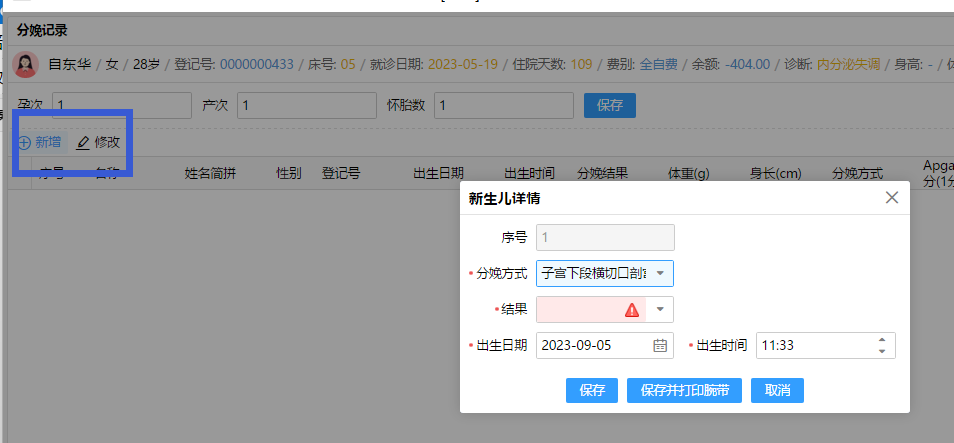 分娩记录
自东华 / 女 / 28岁 / 登记号: 0000000433 / 床号: 05 / 就诊日期: 2023-05-19 / 住院天数: 109 / 费别: 全自费 / 余额: -404.00 / 诊断: 内分泌失调 / 身高: - /
孕次 1 产次 1 怀胎数 1 保存
新增 修改
序号 名称 姓名简拼 性别 登记号 出生日期 出生时间 分娩结果 体重(g) 身长(cm) 分娩方式
新生儿详情
序号 1
分娩方式 子宫下段横切口剖
结果
出生日期 2023-09-05 出生时间 11:33
保存 保存并打印腕带 取消